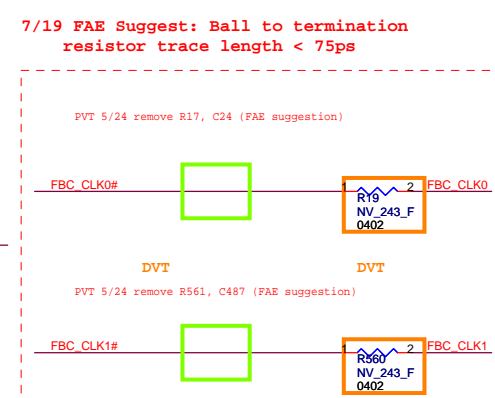 7/19 FAE Suggest: Ball to termination
resistor trace length < 75ps
PVT 5/24 remove R17, C24 (FAE suggestion)
FBC_CLK0#
1 2 FBC_CLK0
R19
NV_243_F
0402
DVT DVT
PVT 5/24 remove R561, C487 (FAE suggestion)
FBC_CLK1#
1 2 FBC_CLK1
R560
NV_243_F
0402